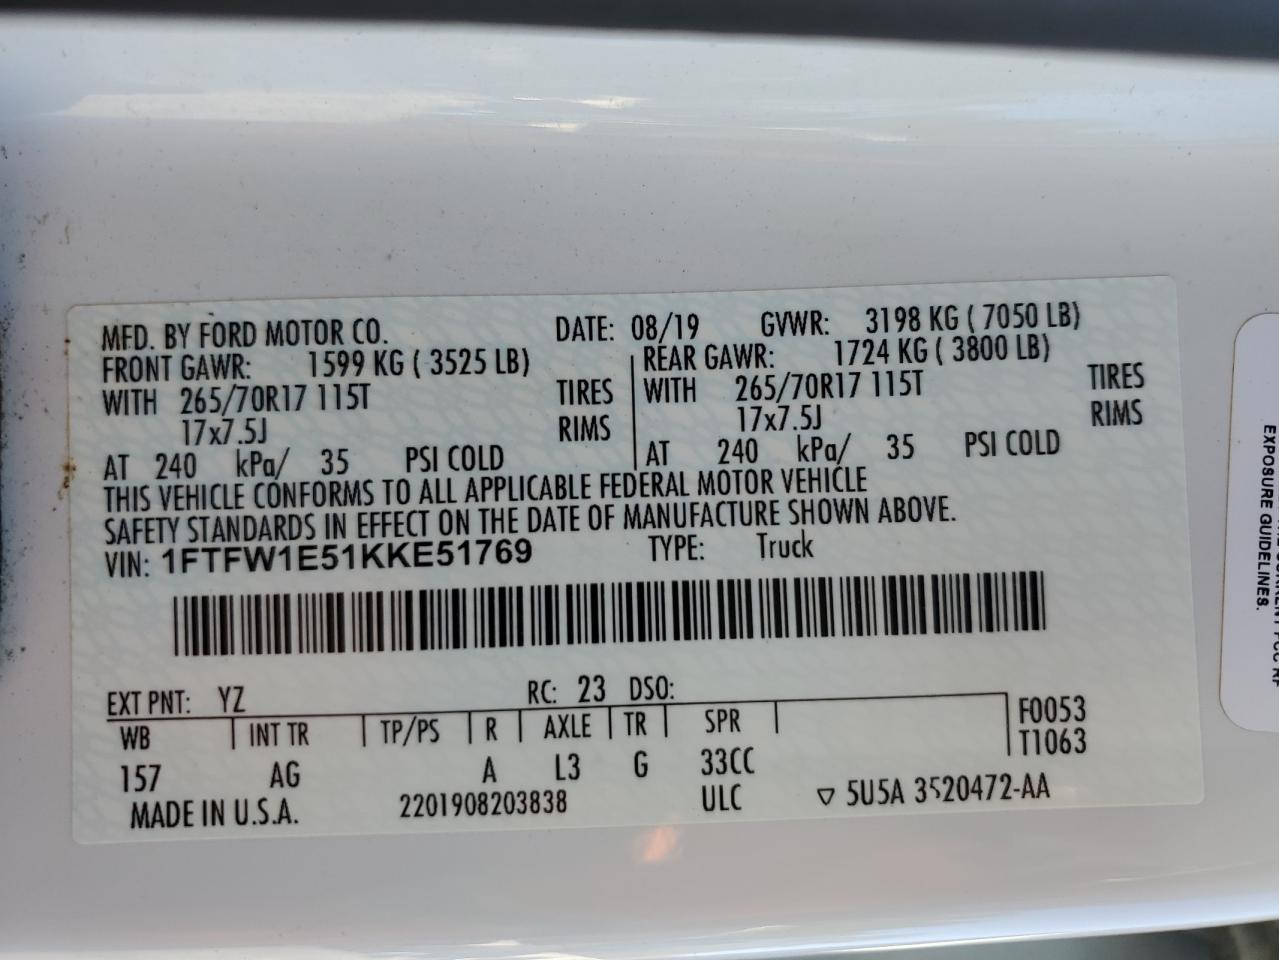 MFD. BY FORD MOTOR CO. DATE: 08/19 GVWR: 3198 KG ( 7050 LB)
FRONT GAWR: 1599 KG ( 3525 LB) REAR GAWR: 1724 KG ( 3800 LB)
WITH 265/70R17 115T TIRES WITH 265/70R17 115T TIRES
17x7.5J RIMS 17x7.5J RIMS
AT 240 kPa/ 35 PSI COLD AT 240 kPa/ 35 PSI COLD
THIS VEHICLE CONFORMS TO ALL APPLICABLE FEDERAL MOTOR VEHICLE
SAFETY STANDARDS IN EFFECT ON THE DATE OF MANUFACTURE SHOWN ABOVE.
VIN: 1FTFW1E51KKE51769 TYPE: Truck
EXT PNT: YZ RC: 23 DSO:
WB INT TR TP/PS R AXLE TR SPR F0053
157 AG A L3 G 33CC T1063
MADE IN U.S.A. 2201908203838 ULC ▽ 5U5A 3520472-AA
EXPOSURE GUIDELINES.